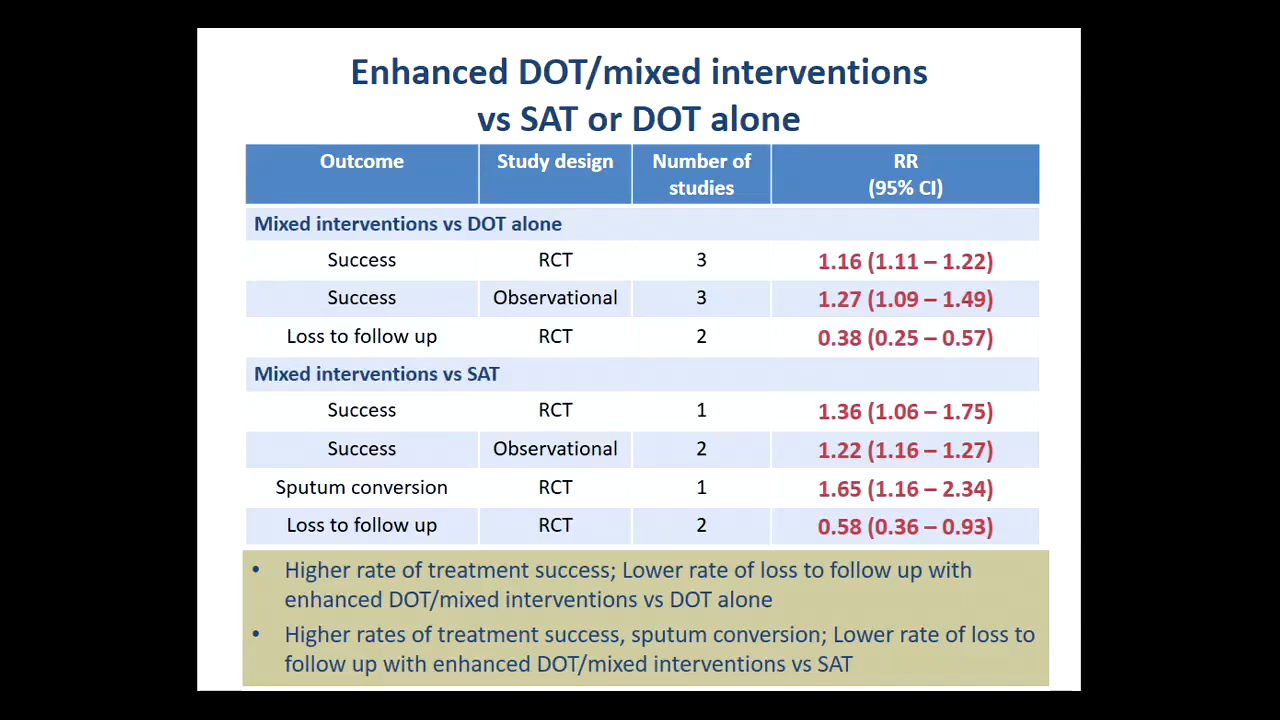 Enhanced DOT/mixed interventions
vs SAT or DOT alone
Outcome Study design Number of studies RR (95% CI)
Mixed interventions vs DOT alone
Success RCT 3 1.16 (1.11 – 1.22)
Success Observational 3 1.27 (1.09 – 1.49)
Loss to follow up RCT 2 0.38 (0.25 – 0.57)
Mixed interventions vs SAT
Success RCT 1 1.36 (1.06 – 1.75)
Success Observational 2 1.22 (1.16 – 1.27)
Sputum conversion RCT 1 1.65 (1.16 – 2.34)
Loss to follow up RCT 2 0.58 (0.36 – 0.93)
• Higher rate of treatment success; Lower rate of loss to follow up with
enhanced DOT/mixed interventions vs DOT alone
• Higher rates of treatment success, sputum conversion; Lower rate of loss to
follow up with enhanced DOT/mixed interventions vs SAT